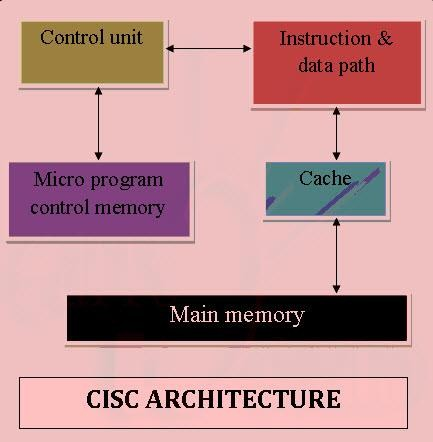 Control unit
Instruction &
data path
Micro program
control memory
Cache
Main memory
CISC ARCHITECTURE